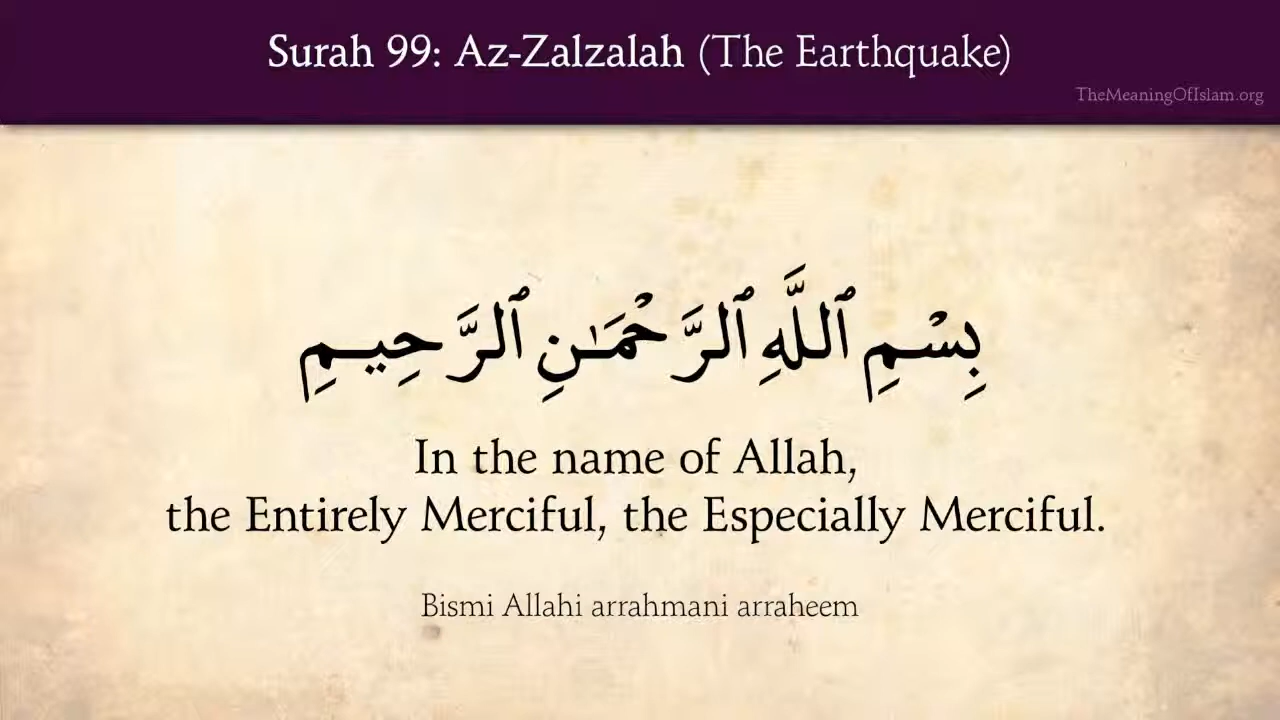 Surah 99: Az-Zalzalah (The Earthquake)
TheMeaningOfIslam.org
بِسْمِ ٱللَّهِ ٱلرَّحْمَـٰنِ ٱلرَّحِيمِ
In the name of Allah,
the Entirely Merciful, the Especially Merciful.
Bismi Allahi arrahmani arraheem